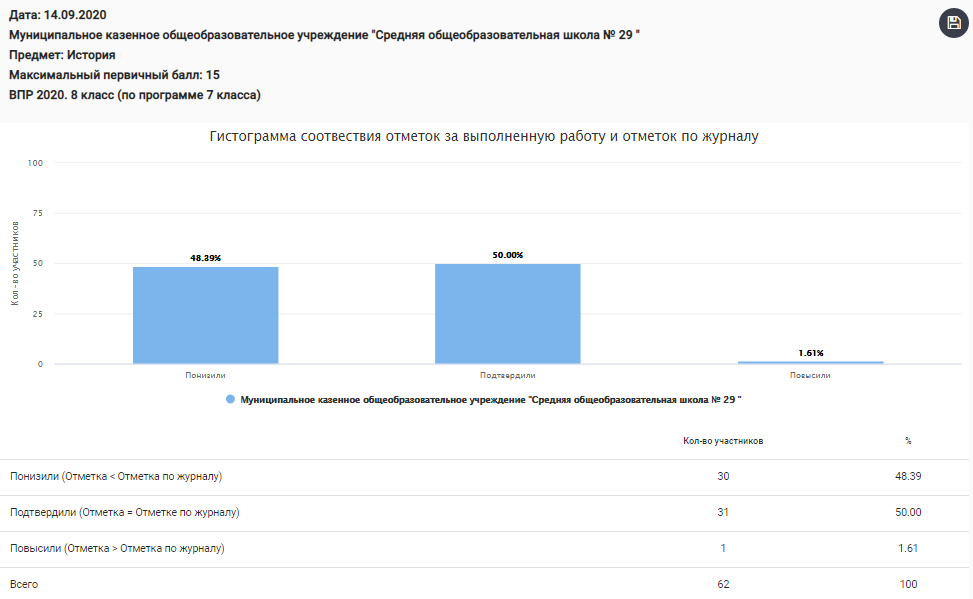 Дата: 14.09.2020
Муниципальное казенное общеобразовательное учреждение "Средняя общеобразовательная школа № 29 "
Предмет: История
Максимальный первичный балл: 15
ВПР 2020. 8 класс (по программе 7 класса)
Гистограмма соотвествия отметок за выполненную работу и отметок по журналу
Кол-во участников
100
75
50
25
0
48.39%
50.00%
1.61%
Понизили
Подтвердили
Повысили
Муниципальное казенное общеобразовательное учреждение "Средняя общеобразовательная школа № 29 "
Кол-во участников %
Понизили (Отметка < Отметка по журналу) 30 48.39
Подтвердили (Отметка = Отметке по журналу) 31 50.00
Повысили (Отметка > Отметка по журналу) 1 1.61
Всего 62 100